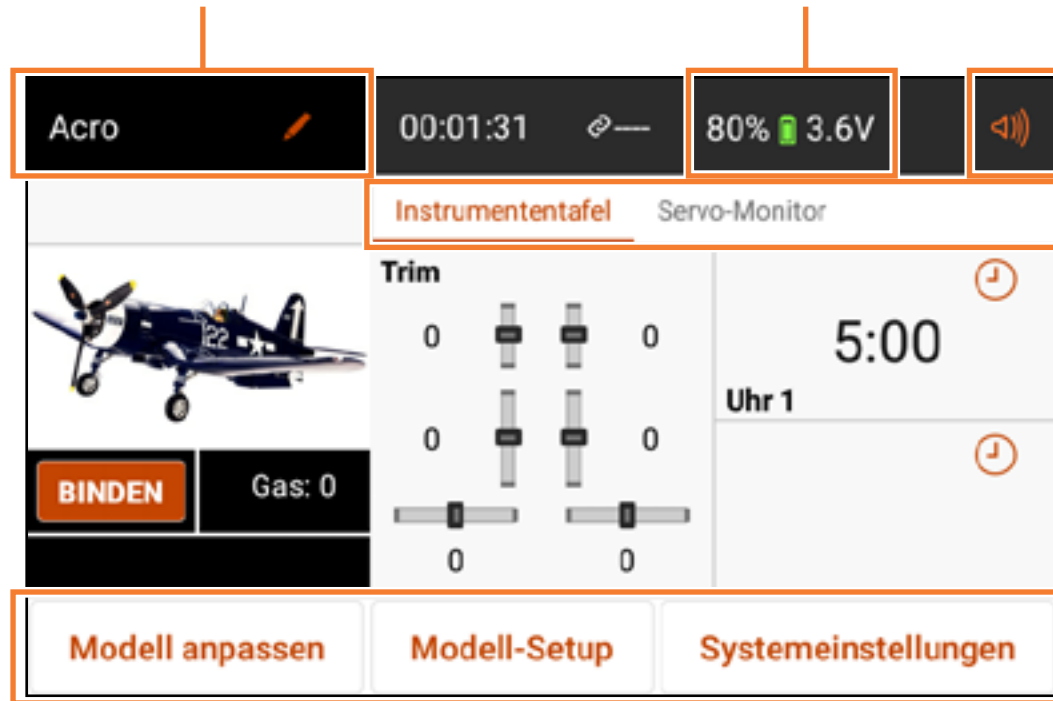 Acro
00:01:31 ----
80% 3.6V
Instrumententafel Servo-Monitor
Trim
0 0
5:00
Uhr 1
0 0
BINDEN Gas: 0
0 0
Modell anpassen Modell-Setup Systemeinstellungen
122